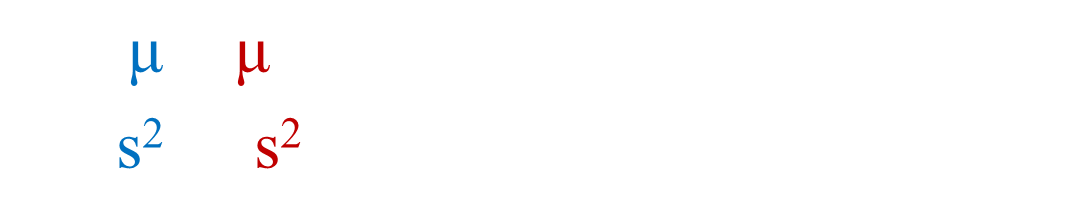 μ μ
s² s²